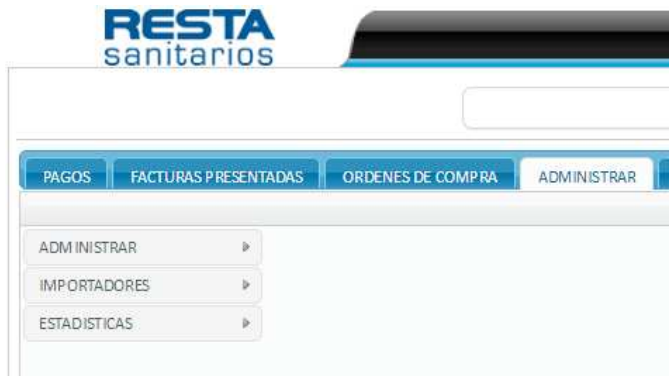 RESTA
sanitarios
PAGOS FACTURAS PRESENTADAS ORDENES DE COMPRA ADMINISTRAR
ADMINISTRAR
IMPORTADORES
ESTADISTICAS